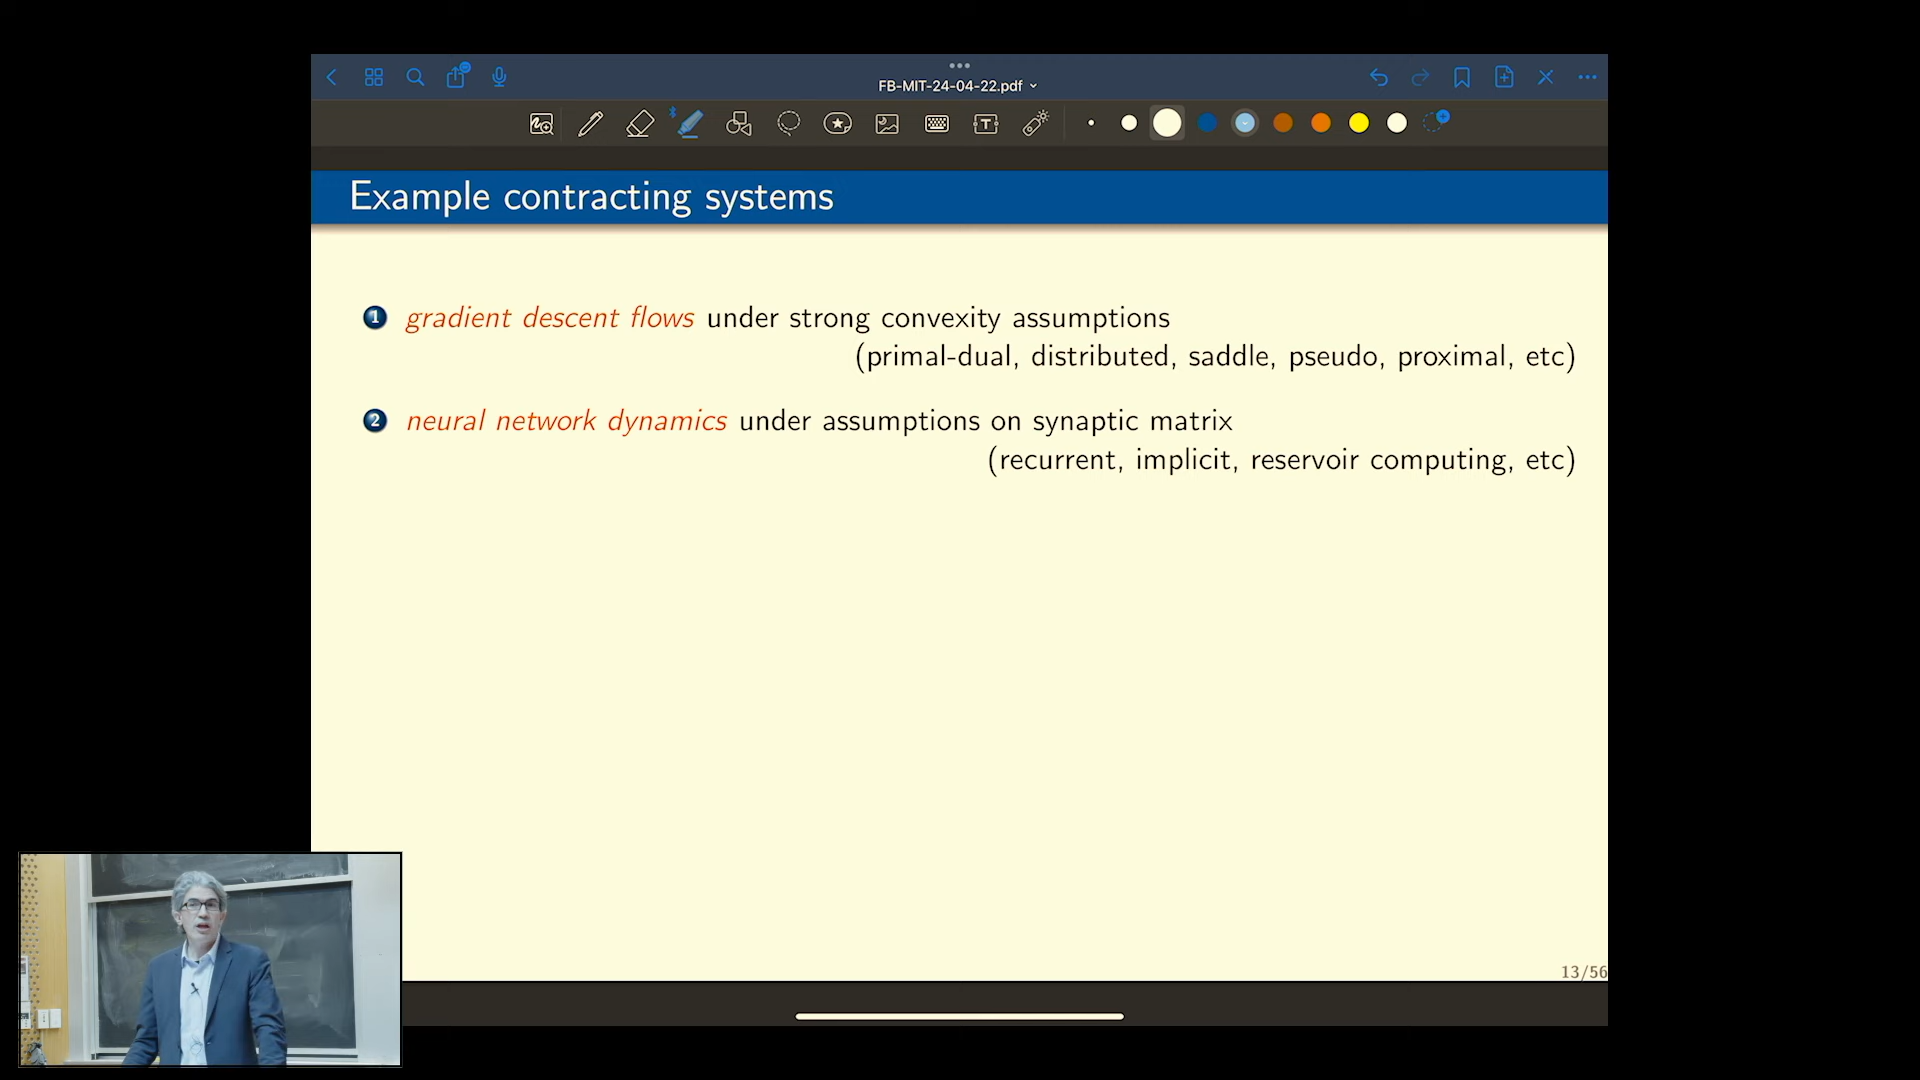 FB-MIT-24-04-22.pdf
Example contracting systems
1 gradient descent flows under strong convexity assumptions
(primal-dual, distributed, saddle, pseudo, proximal, etc)
2 neural network dynamics under assumptions on synaptic matrix
(recurrent, implicit, reservoir computing, etc)
13/56